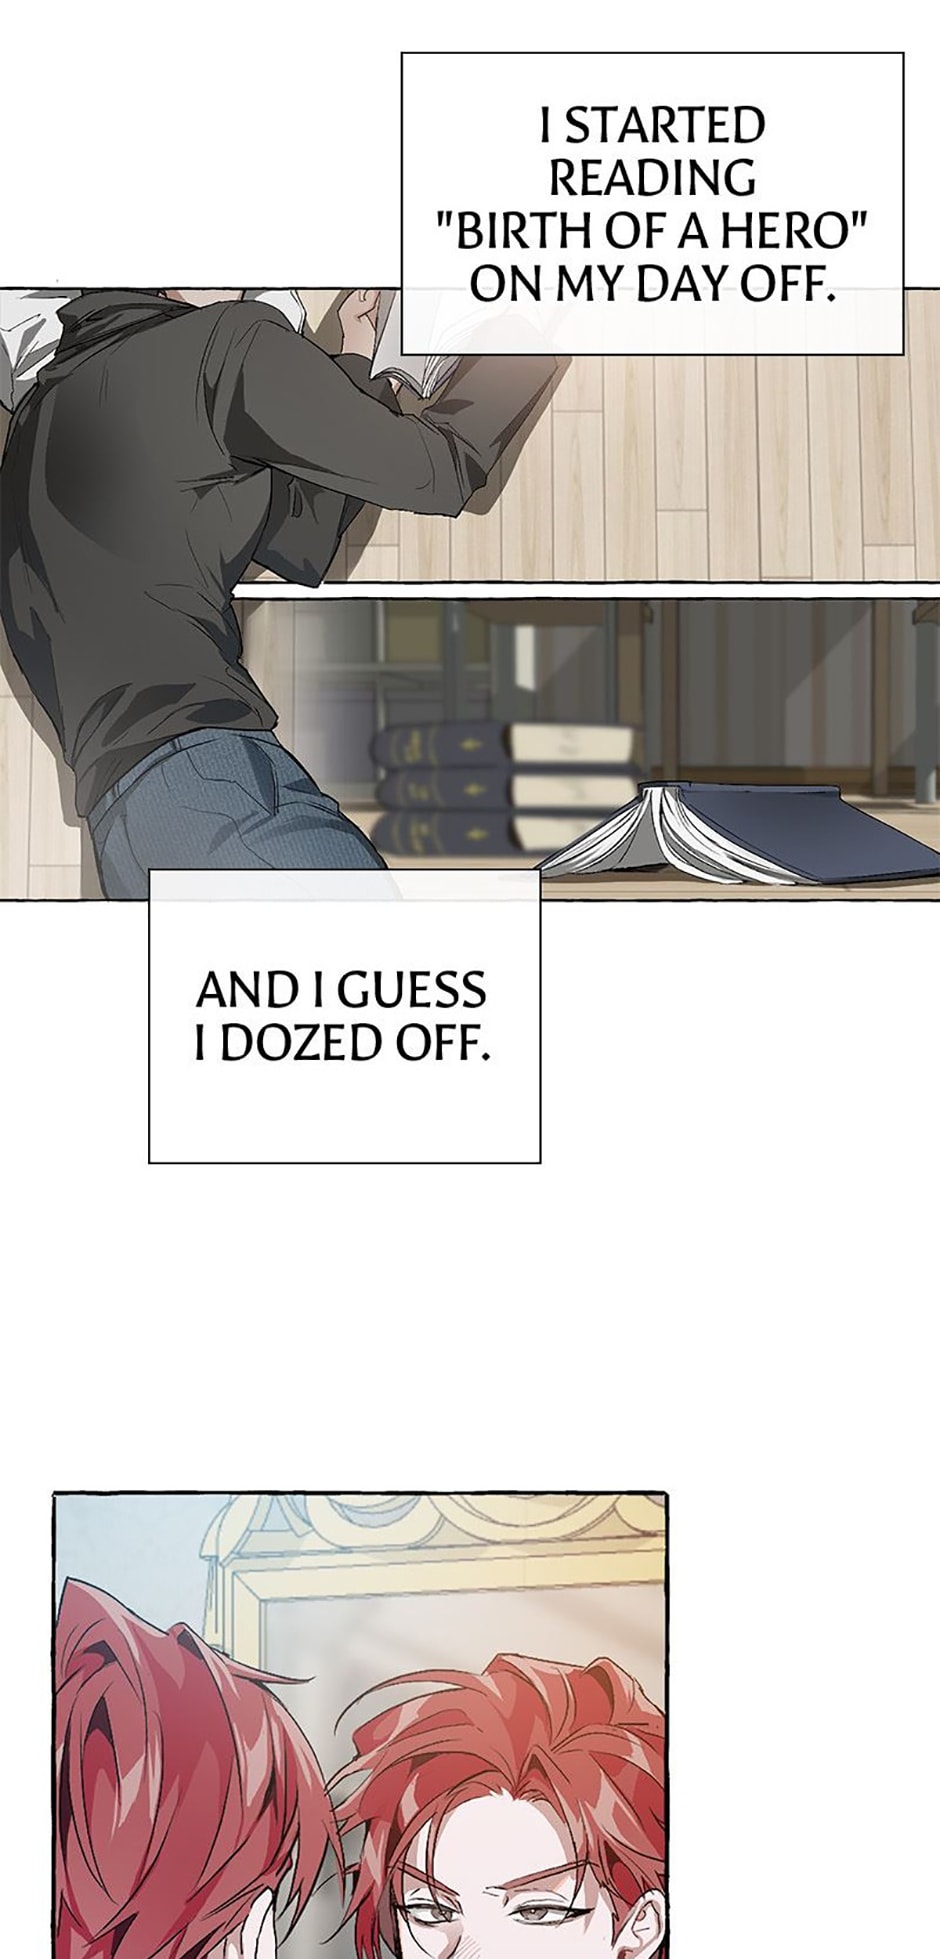 I STARTED
READING
"BIRTH OF A HERO"
ON MY DAY OFF.
AND I GUESS
I DOZED OFF.